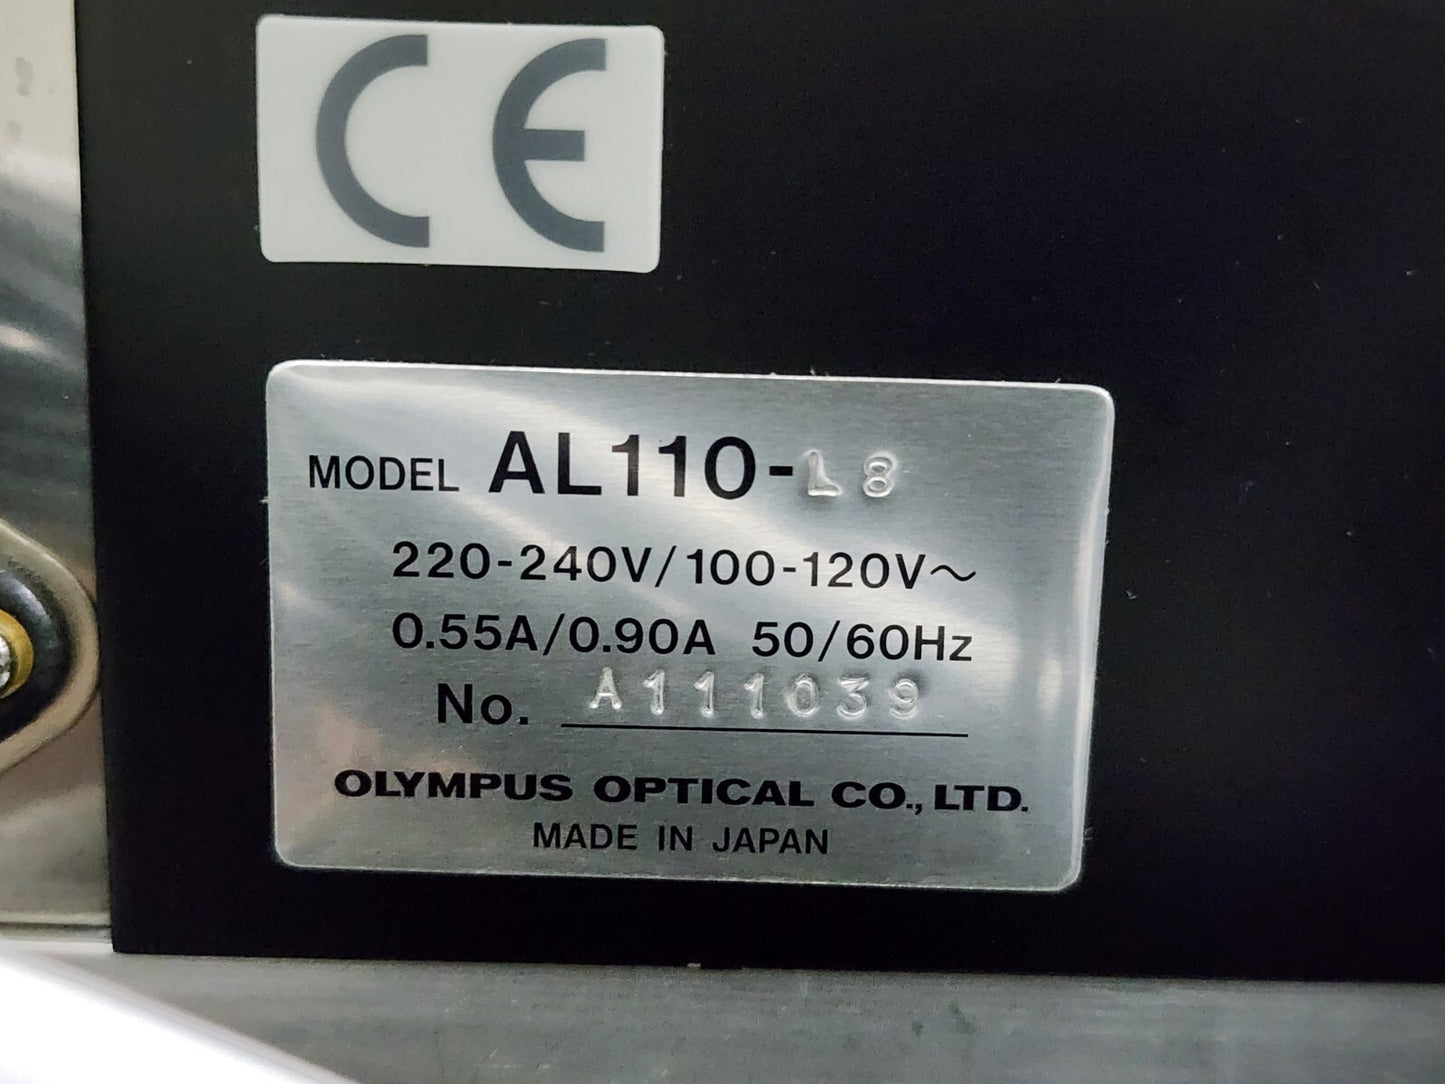 CE
MODEL AL110-L8
220-240V/100-120V～
0.55A/0.90A 50/60Hz
No. A111039
OLYMPUS OPTICAL CO., LTD.
MADE IN JAPAN